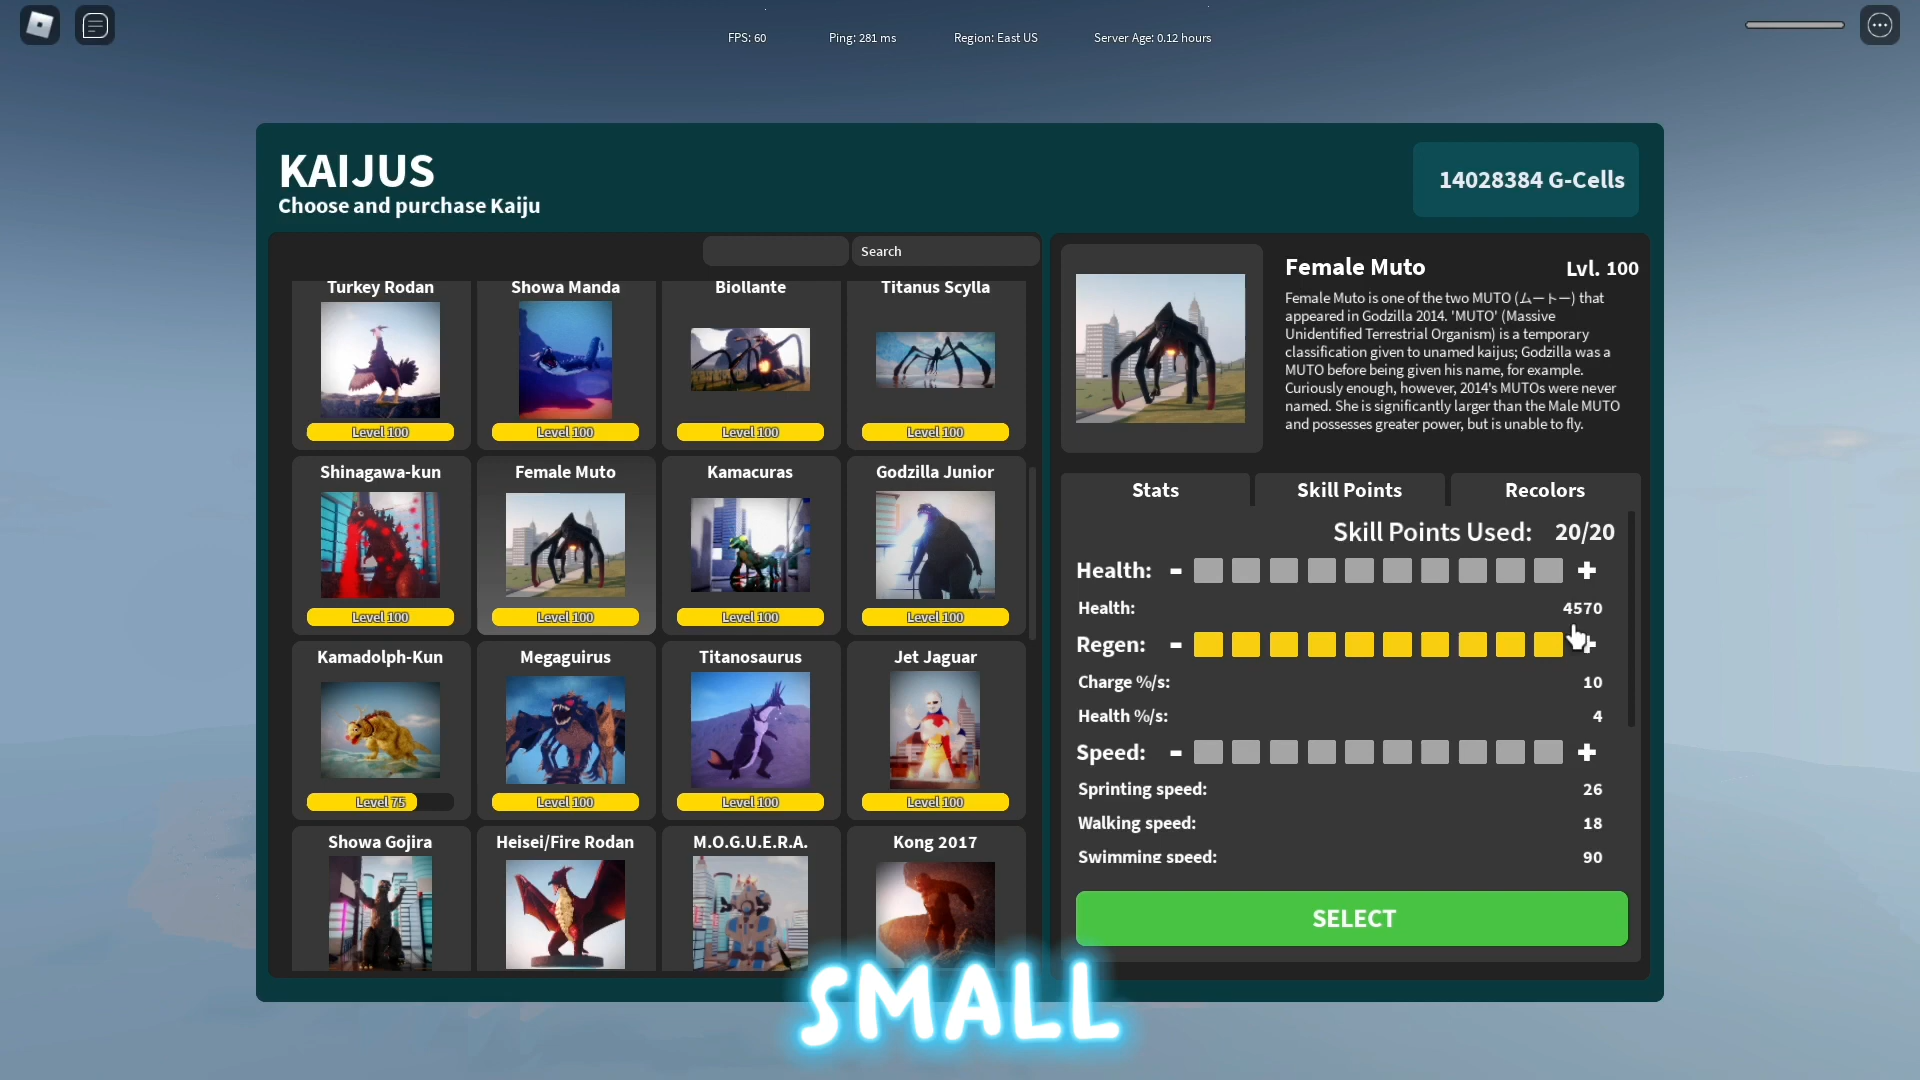 FPS: 60
Ping: 281 ms
Region: East US
Server Age: 0.12 hours
KAIJUS
Choose and purchase Kaiju
14028384 G-Cells
Search
Turkey Rodan
Showa Manda
Biollante
Titanus Scylla
Level 100
Level 100
Level 100
Level 100
Shinagawa-kun
Female Muto
Kamacuras
Godzilla Junior
Level 100
Level 100
Level 100
Level 100
Kamadolph-Kun
Megaguirus
Titanosaurus
Jet Jaguar
Level 75
Level 100
Level 100
Level 100
Showa Gojira
Heisei/Fire Rodan
M.O.G.U.E.R.A.
Kong 2017
Female Muto
Lvl. 100
Female Muto is one of the two MUTO (ムートー) that
appeared in Godzilla 2014. 'MUTO' (Massive
Unidentified Terrestrial Organism) is a temporary
classification given to unamed kaijus; Godzilla was a
MUTO before being given his name, for example.
Curiously enough, however, 2014's MUTOs were never
named. She is significantly larger than the Male MUTO
and possesses greater power, but is unable to fly.
Stats
Skill Points
Recolors
Skill Points Used: 20/20
Health: - +
Health: 4570
Regen: - +
Charge %/s: 10
Health %/s: 4
Speed: - +
Sprinting speed: 26
Walking speed: 18
Swimming speed: 90
SELECT
SMALL